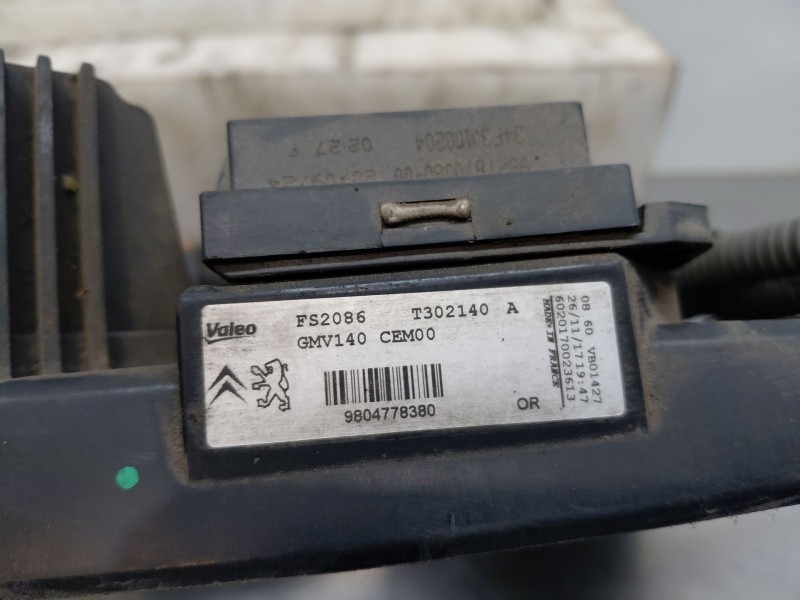 02:27 F
Valeo
FS2086 T302140 A
GMV140 CEM00
9804778380
OR
MADE IN FRANCE
08 60 VB01427
26/11/17 19:47
6020170023613